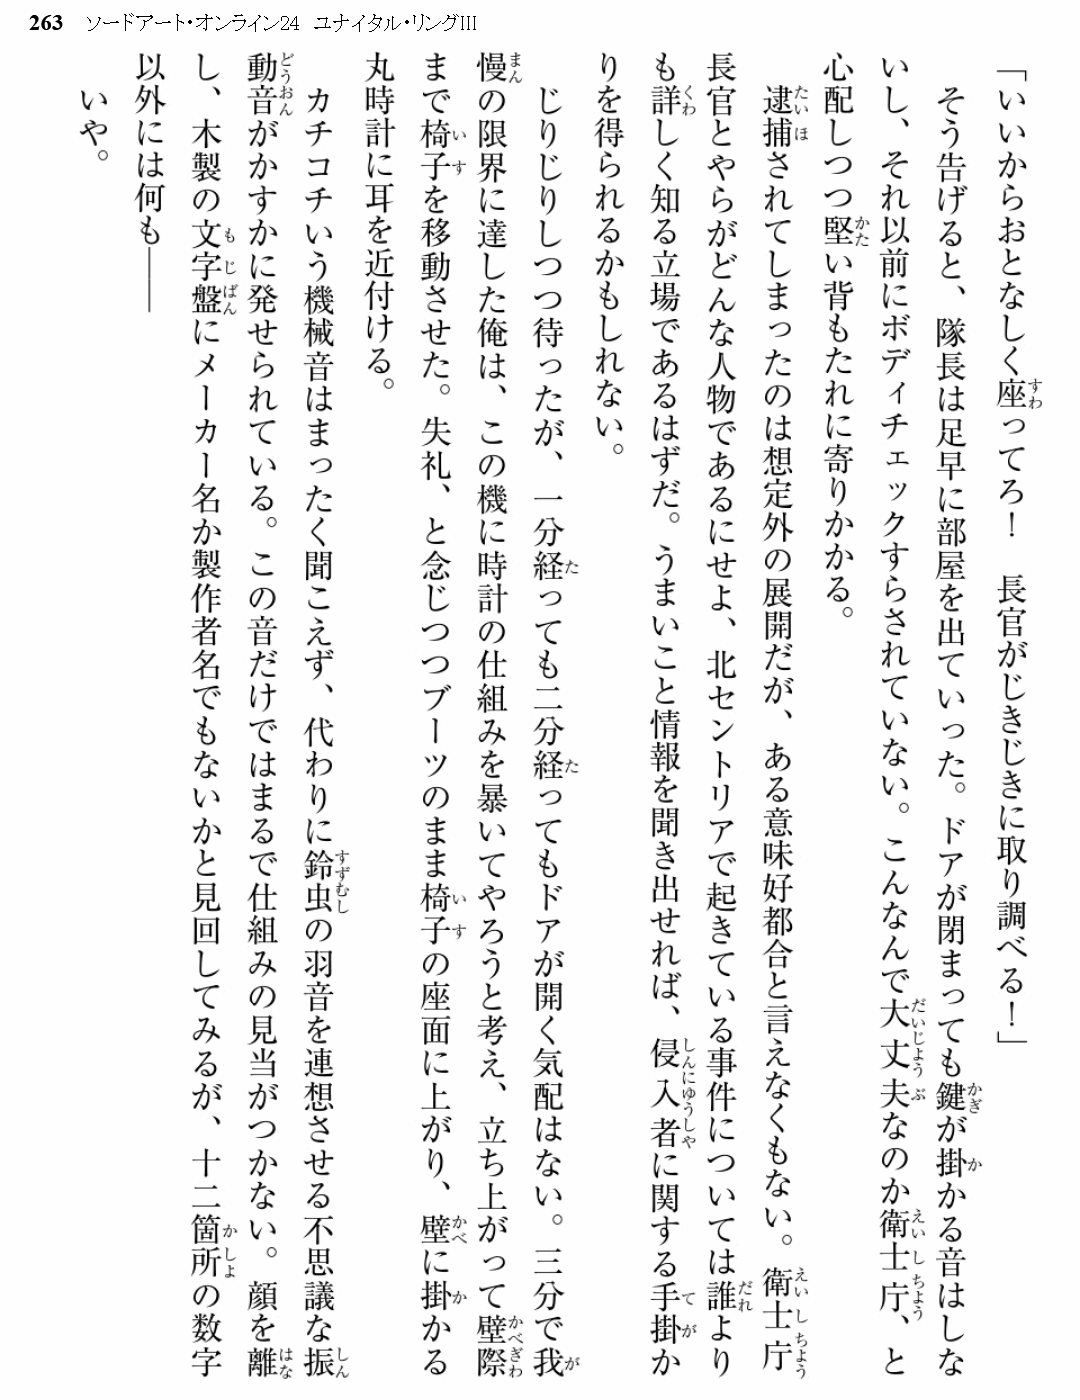 263 ソードアート・オンライン24 ユナイタル・リングIII
「いいからおとなしく座ってろ！　長官がじきじきに取り調べる！」
　そう告げると、隊長は足早に部屋を出ていった。ドアが閉まっても鍵が掛かる音はしな
いし、それ以前にボディチェックすらされていない。こんなんで大丈夫なのか衛士庁、と
心配しつつ堅い背もたれに寄りかかる。
　逮捕されてしまったのは想定外の展開だが、ある意味好都合と言えなくもない。衛士庁
長官とやらがどんな人物であるにせよ、北セントリアで起きている事件については誰より
も詳しく知る立場であるはずだ。うまいこと情報を聞き出せれば、侵入者に関する手掛か
りを得られるかもしれない。
　じりじりしつつ待ったが、一分経っても二分経ってもドアが開く気配はない。三分で我
慢の限界に達した俺は、この機に時計の仕組みを暴いてやろうと考え、立ち上がって壁際
まで椅子を移動させた。失礼、と念じつつブーツのまま椅子の座面に上がり、壁に掛かる
丸時計に耳を近付ける。
　カチコチいう機械音はまったく聞こえず、代わりに鈴虫の羽音を連想させる不思議な振
動音がかすかに発せられている。この音だけではまるで仕組みの見当がつかない。顔を離
し、木製の文字盤にメーカー名か製作者名でもないかと見回してみるが、十二箇所の数字
以外には何も――
　いや。